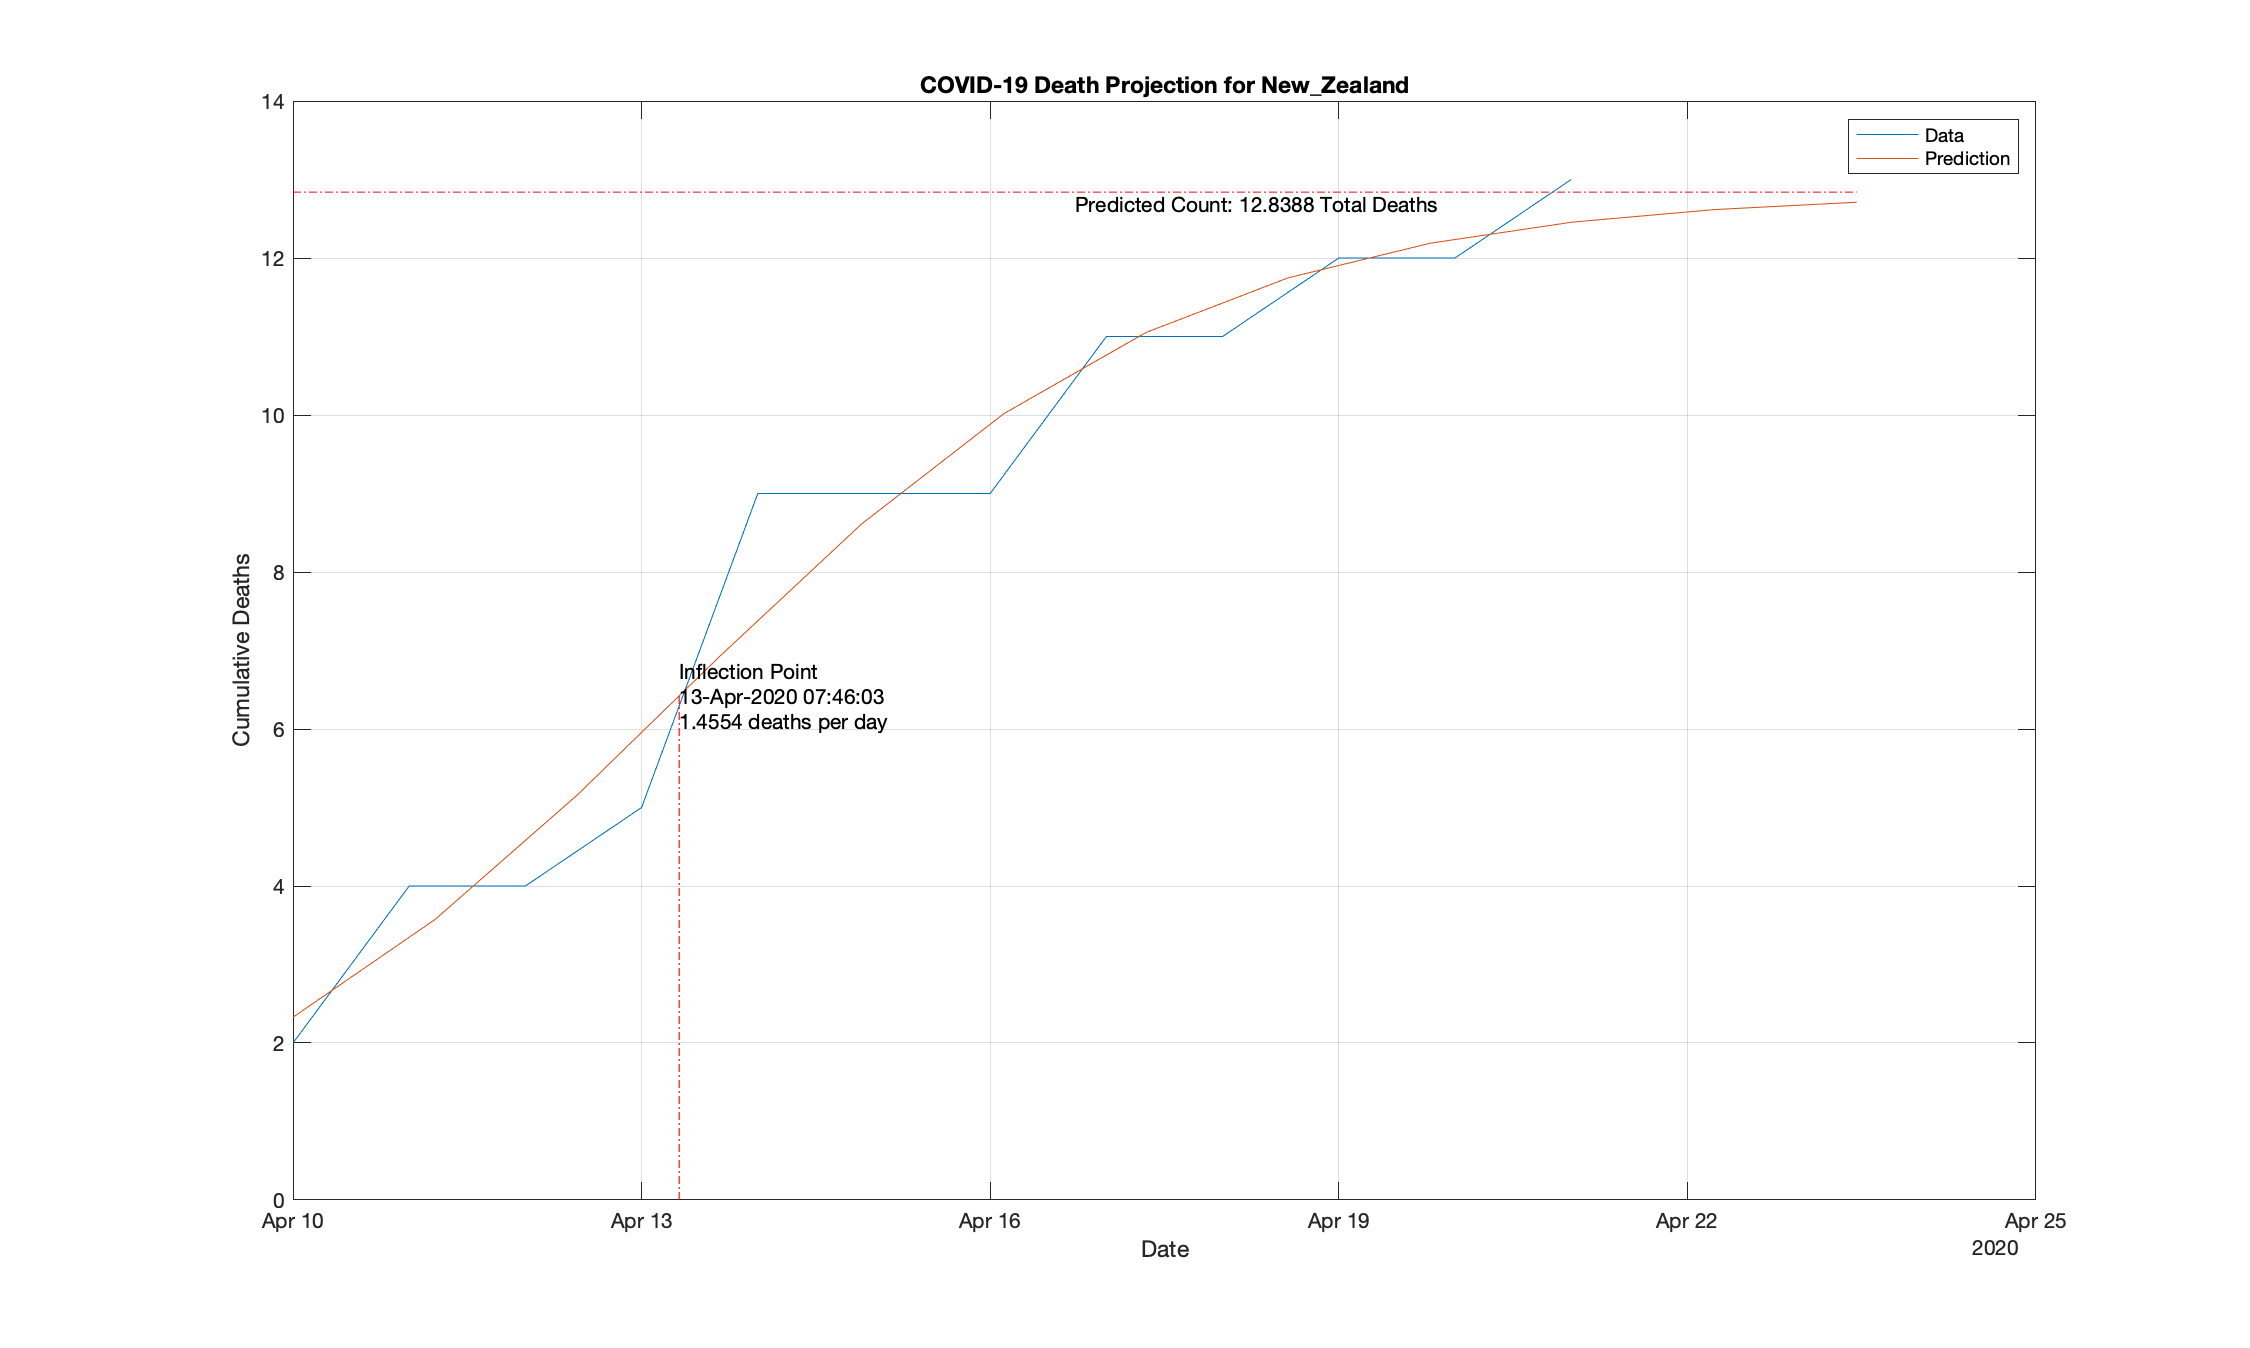 COVID-19 Death Projection for New_Zealand
14
12
10
8
6
4
2
0
Cumulative Deaths
Data
Prediction
Predicted Count: 12.8388 Total Deaths
Inflection Point
13-Apr-2020 07:46:03
1.4554 deaths per day
Apr 10 Apr 13 Apr 16 Apr 19 Apr 22 Apr 25
Date
2020